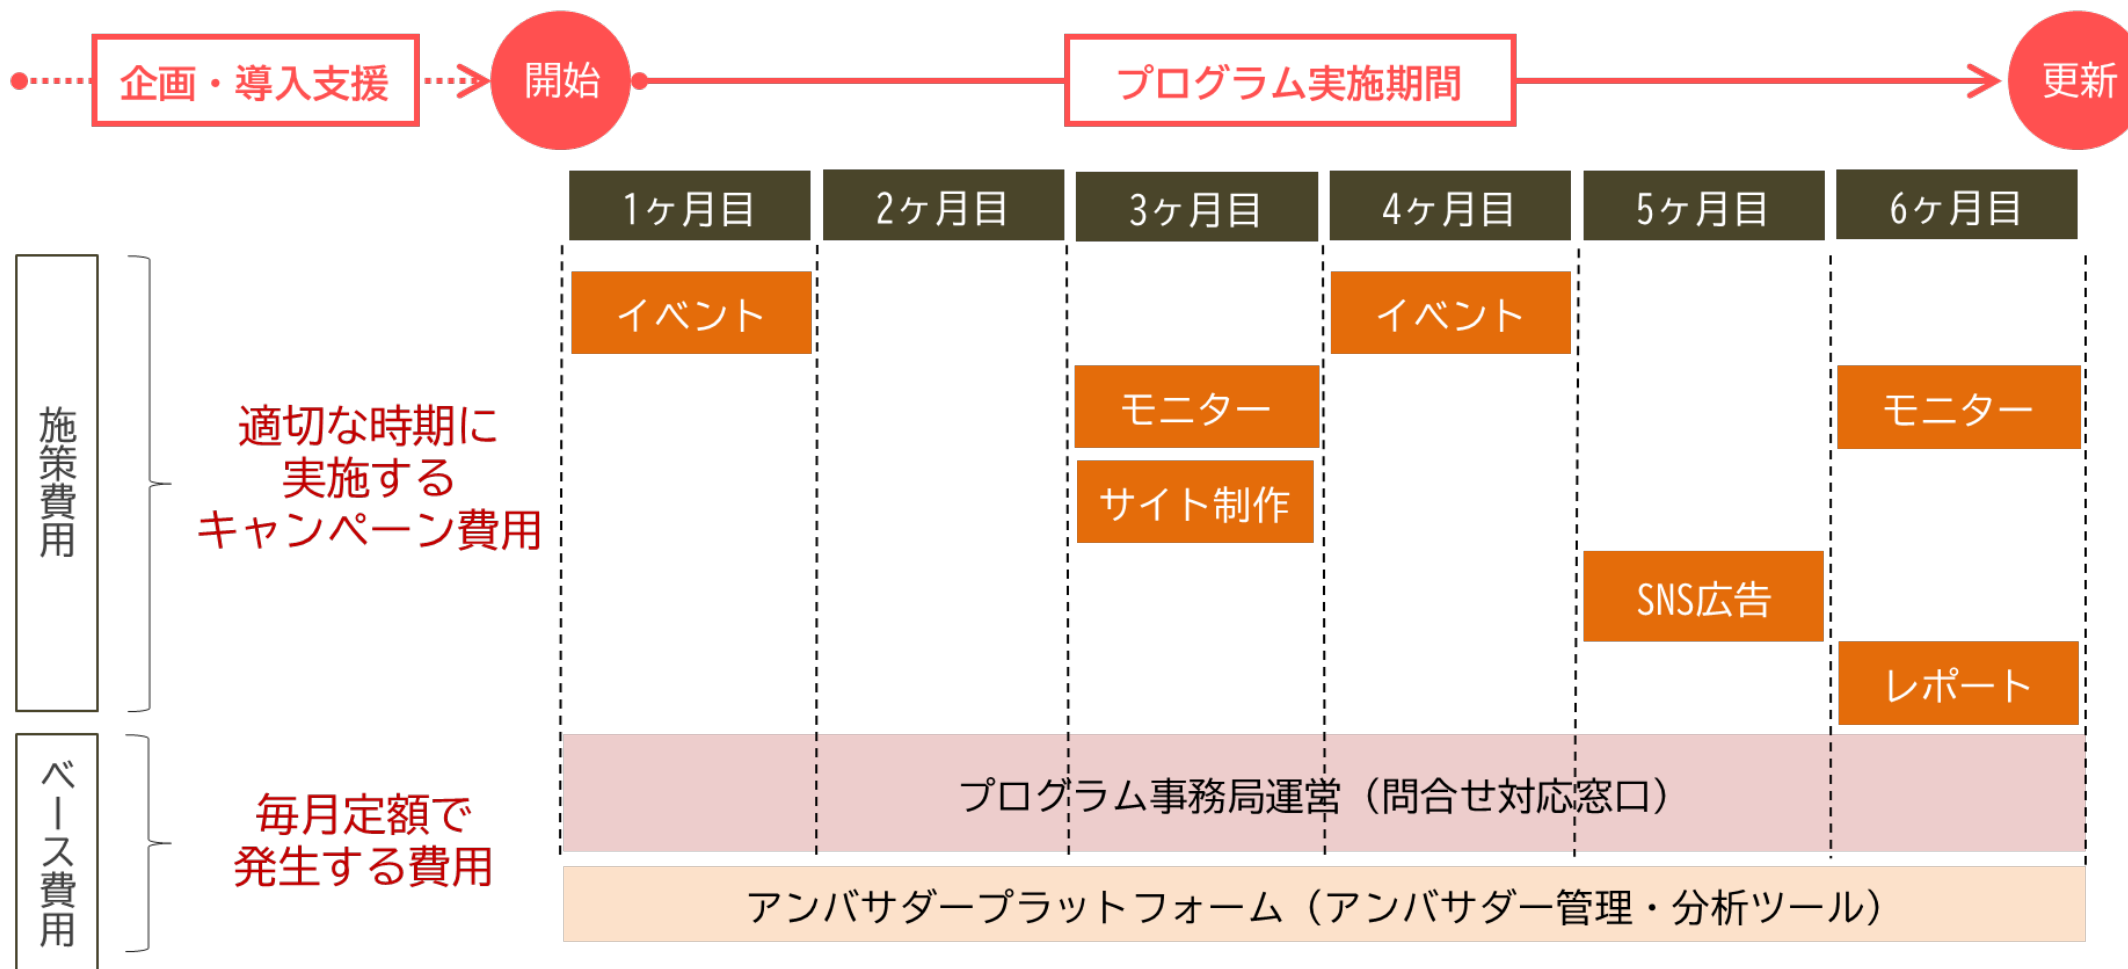 企画・導入支援
開始
プログラム実施期間
更新
1ヶ月目
2ヶ月目
3ヶ月目
4ヶ月目
5ヶ月目
6ヶ月目
施策費用
適切な時期に
実施する
キャンペーン費用
イベント
イベント
モニター
モニター
サイト制作
SNS広告
レポート
ベース費用
毎月定額で
発生する費用
プログラム事務局運営（問合せ対応窓口）
アンバサダープラットフォーム（アンバサダー管理・分析ツール）